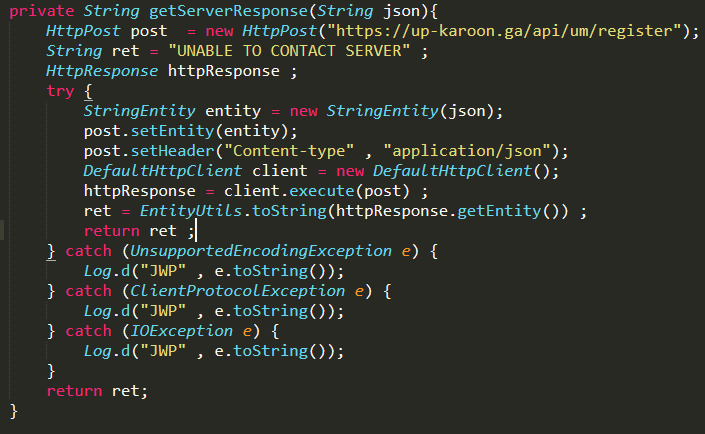 private String getServerResponse(String json){
    HttpPost post  = new HttpPost("https://up-karoon.ga/api/um/register");
    String ret = "UNABLE TO CONTACT SERVER" ;
    HttpResponse httpResponse ;
    try {
        StringEntity entity = new StringEntity(json);
        post.setEntity(entity);
        post.setHeader("Content-type" , "application/json");
        DefaultHttpClient client = new DefaultHttpClient();
        httpResponse = client.execute(post) ;
        ret = EntityUtils.toString(httpResponse.getEntity()) ;
        return ret ;
    } catch (UnsupportedEncodingException e) {
        Log.d("JWP" , e.toString());
    } catch (ClientProtocolException e) {
        Log.d("JWP" , e.toString());
    } catch (IOException e) {
        Log.d("JWP" , e.toString());
    }
    return ret;
}